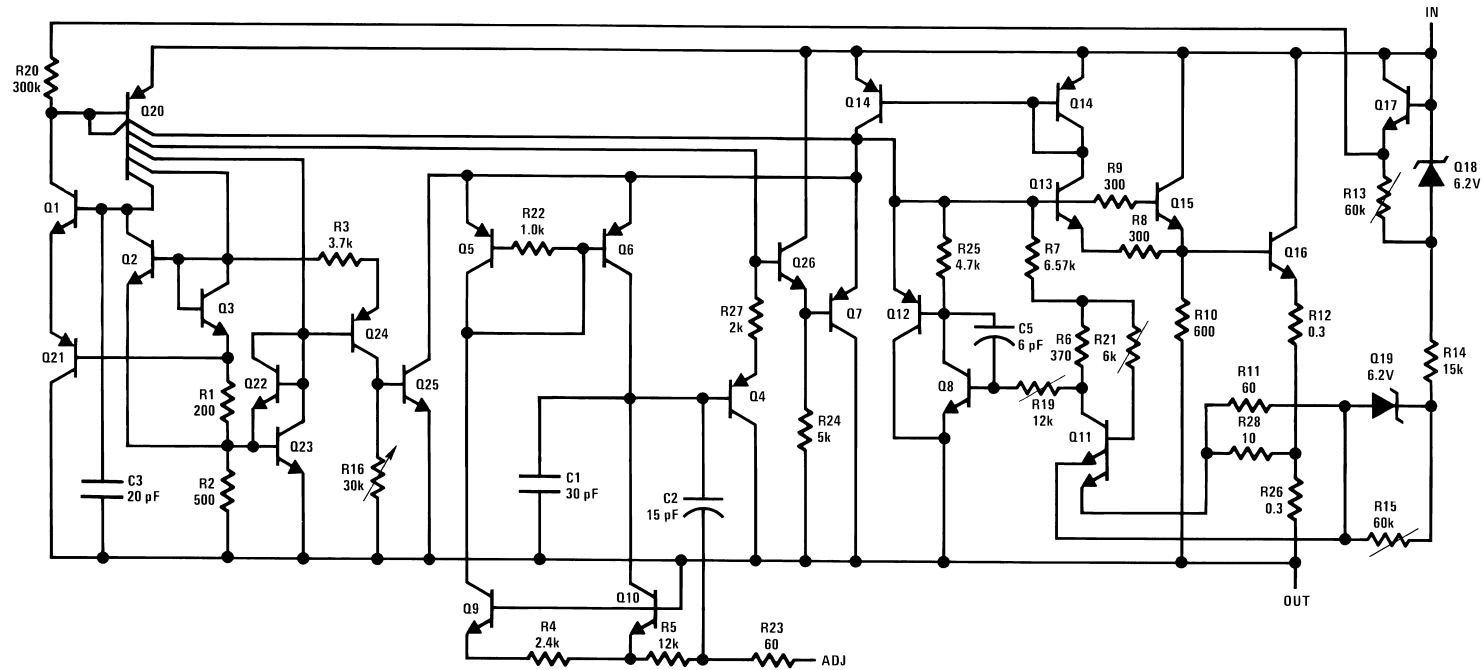 IN
R20
300k
Q20
Q14
Q14
Q17
Q18
6.2V
R13
60k
Q1
R3
3.7k
Q5
R22
1.0k
Q6
Q13
R9
300
Q15
R8
300
Q2
Q26
R25
4.7k
R7
6.57k
Q16
Q3
Q24
R27
2k
Q7
Q12
C5
6 pF
R6
370
R21
6k
R10
600
R12
0.3
Q21
Q22
Q25
R1
200
Q4
Q8
R19
12k
R11
60
Q19
6.2V
R14
15k
R28
10
Q23
R24
5k
Q11
C3
20 pF
R2
500
R16
30k
C1
30 pF
C2
15 pF
R26
0.3
R15
60k
OUT
Q9
Q10
R4
2.4k
R5
12k
R23
60
ADJ